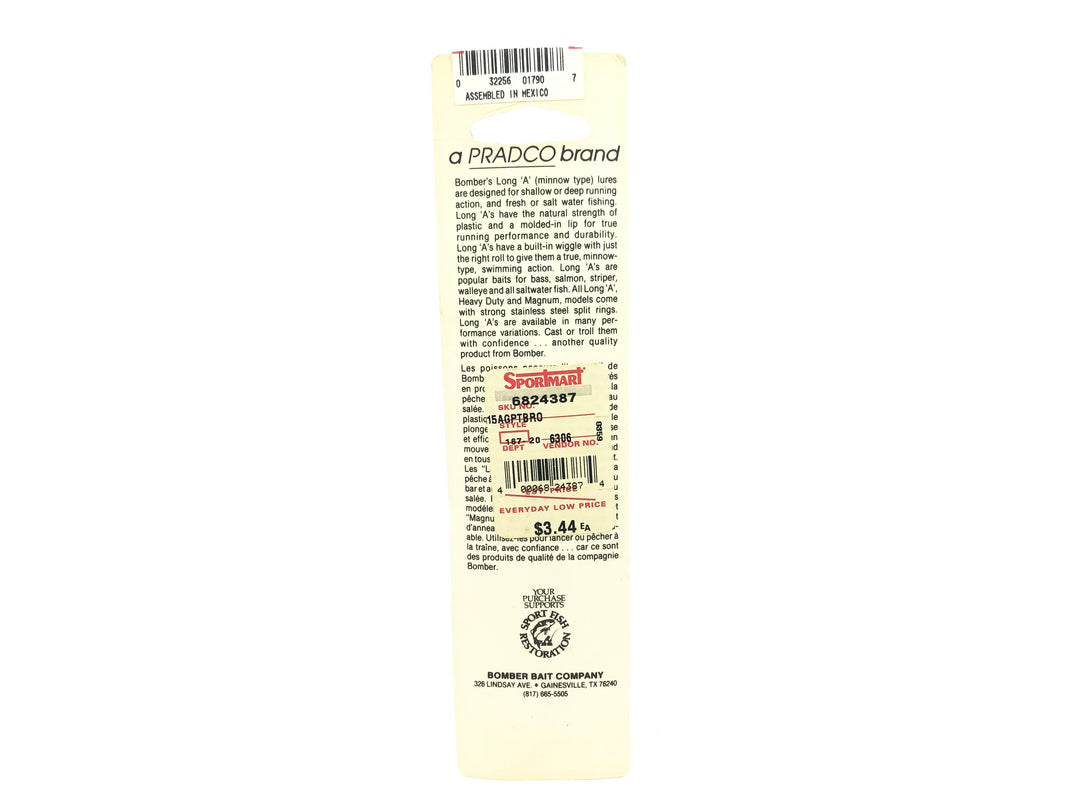 0 32256 01790 7
ASSEMBLED IN MEXICO
a PRADCO brand
Bomber's Long 'A' (minnow type) lures
are designed for shallow or deep running
action, and fresh or salt water fishing.
Long 'A's have the natural strength of
plastic and a molded-in lip for true
running performance and durability.
Long 'A's have a built-in wiggle with just
the right roll to give them a true, minnow-
type, swimming action. Long 'A's are
popular baits for bass, salmon, striper,
walleye and all saltwater fish. All Long 'A',
Heavy Duty and Magnum, models come
with strong stainless steel split rings.
Long 'A's are available in many per-
formance variations. Cast or troll them
with confidence . . . another quality
product from Bomber.
Les poissons de
Bomb
en pro la
pêche
salée. de
plastic le
plonge
et effic
mouve
en tous
Les "L
pêche à
bar et a
salée.
modèle
"Magnu
d'annea
able. Utilisez-les pour lancer ou pêcher à
la traîne, avec confiance . . . car ce sont
des produits de qualité de la compagnie
Bomber.
SPORTMART
6824387
SKU NO.
15AGPTBRO
STYLE
0359
167-20 6306
DEPT VENDOR NO.
4 00068 24387 4
EST. PRICE
EVERYDAY LOW PRICE
$3.44 EA
YOUR
PURCHASE
SUPPORTS
SPORT FISH
RESTORATION
BOMBER BAIT COMPANY
326 LINDSAY AVE. • GAINESVILLE, TX 76240
(817) 665-5505